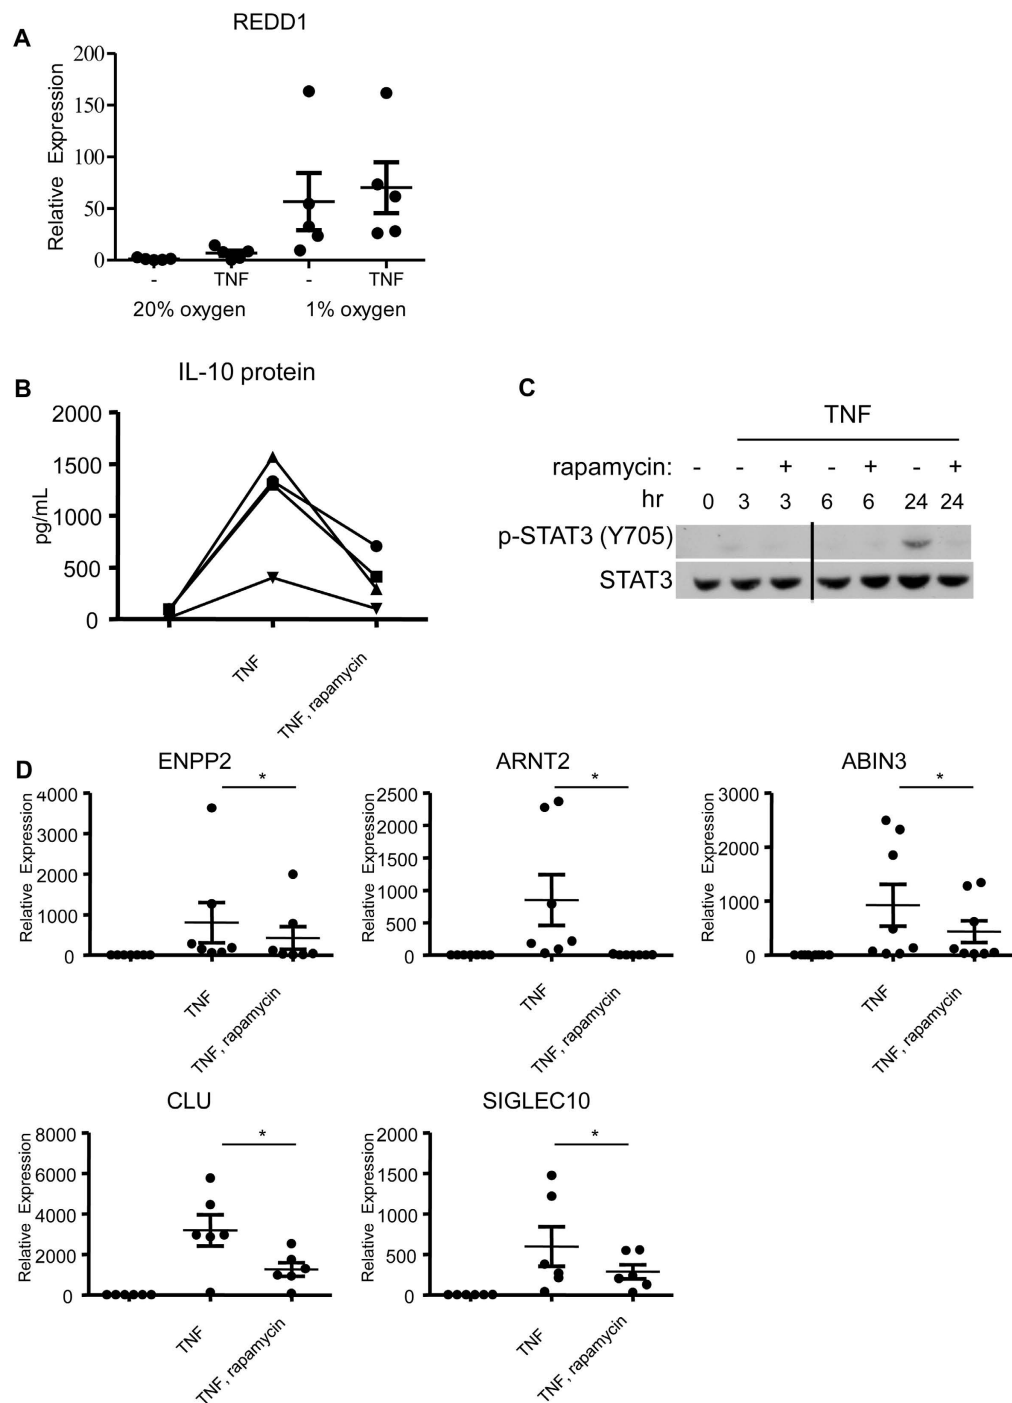 A
REDD1
Relative Expression
200
150
100
50
0
- TNF - TNF
20% oxygen 1% oxygen
B
IL-10 protein
pg/mL
2000
1500
1000
500
0
TNF
TNF, rapamycin
C
TNF
rapamycin: - - + - + - +
hr 0 3 3 6 6 24 24
p-STAT3 (Y705)
STAT3
D
ENPP2
*
Relative Expression
4000
3000
2000
1000
0
TNF
TNF, rapamycin
ARNT2
*
Relative Expression
2500
2000
1500
1000
500
0
TNF
TNF, rapamycin
ABIN3
*
Relative Expression
3000
2000
1000
0
TNF
TNF, rapamycin
CLU
*
Relative Expression
8000
6000
4000
2000
0
TNF
TNF, rapamycin
SIGLEC10
*
Relative Expression
2000
1500
1000
500
0
TNF
TNF, rapamycin